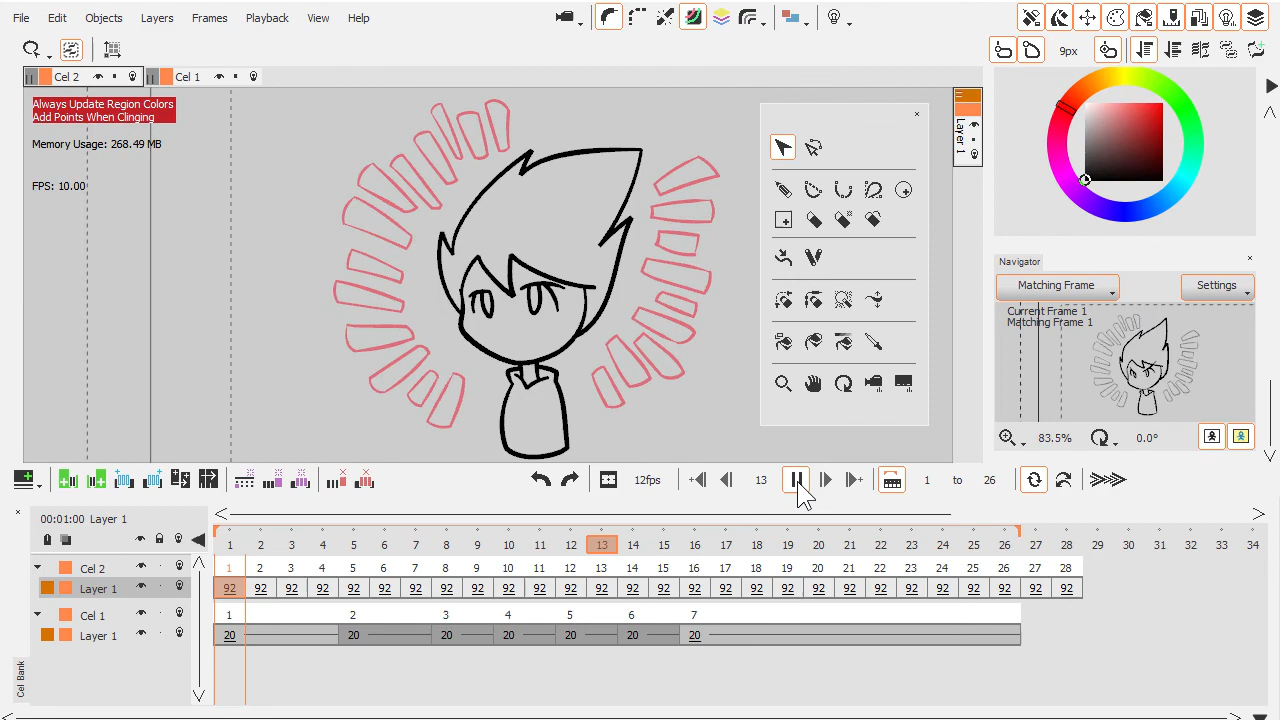 File Edit Objects Layers Frames Playback View Help
9px
Cel 2 Cel 1
Always Update Region Colors
Add Points When Clinging
Memory Usage: 268.49 MB
FPS: 10.00
Layer 1
Navigator
Matching Frame Settings
Current Frame 1
Matching Frame 1
83.5% 0.0°
12fps 13 1 to 26
00:01:00 Layer 1
1 2 3 4 5 6 7 8 9 10 11 12 13 14 15 16 17 18 19 20 21 22 23 24 25 26 27 28 29 30 31 32 33 34
Cel 2 1 2 3 4 5 6 7 8 9 10 11 12 13 14 15 16 17 18 19 20 21 22 23 24 25 26 27 28
Layer 1 92 92 92 92 92 92 92 92 92 92 92 92 92 92 92 92 92 92 92 92 92 92 92 92 92 92 92 92
Cel 1 1 2 3 4 5 6 7
Layer 1 20 20 20 20 20 20 20
Cel Bank